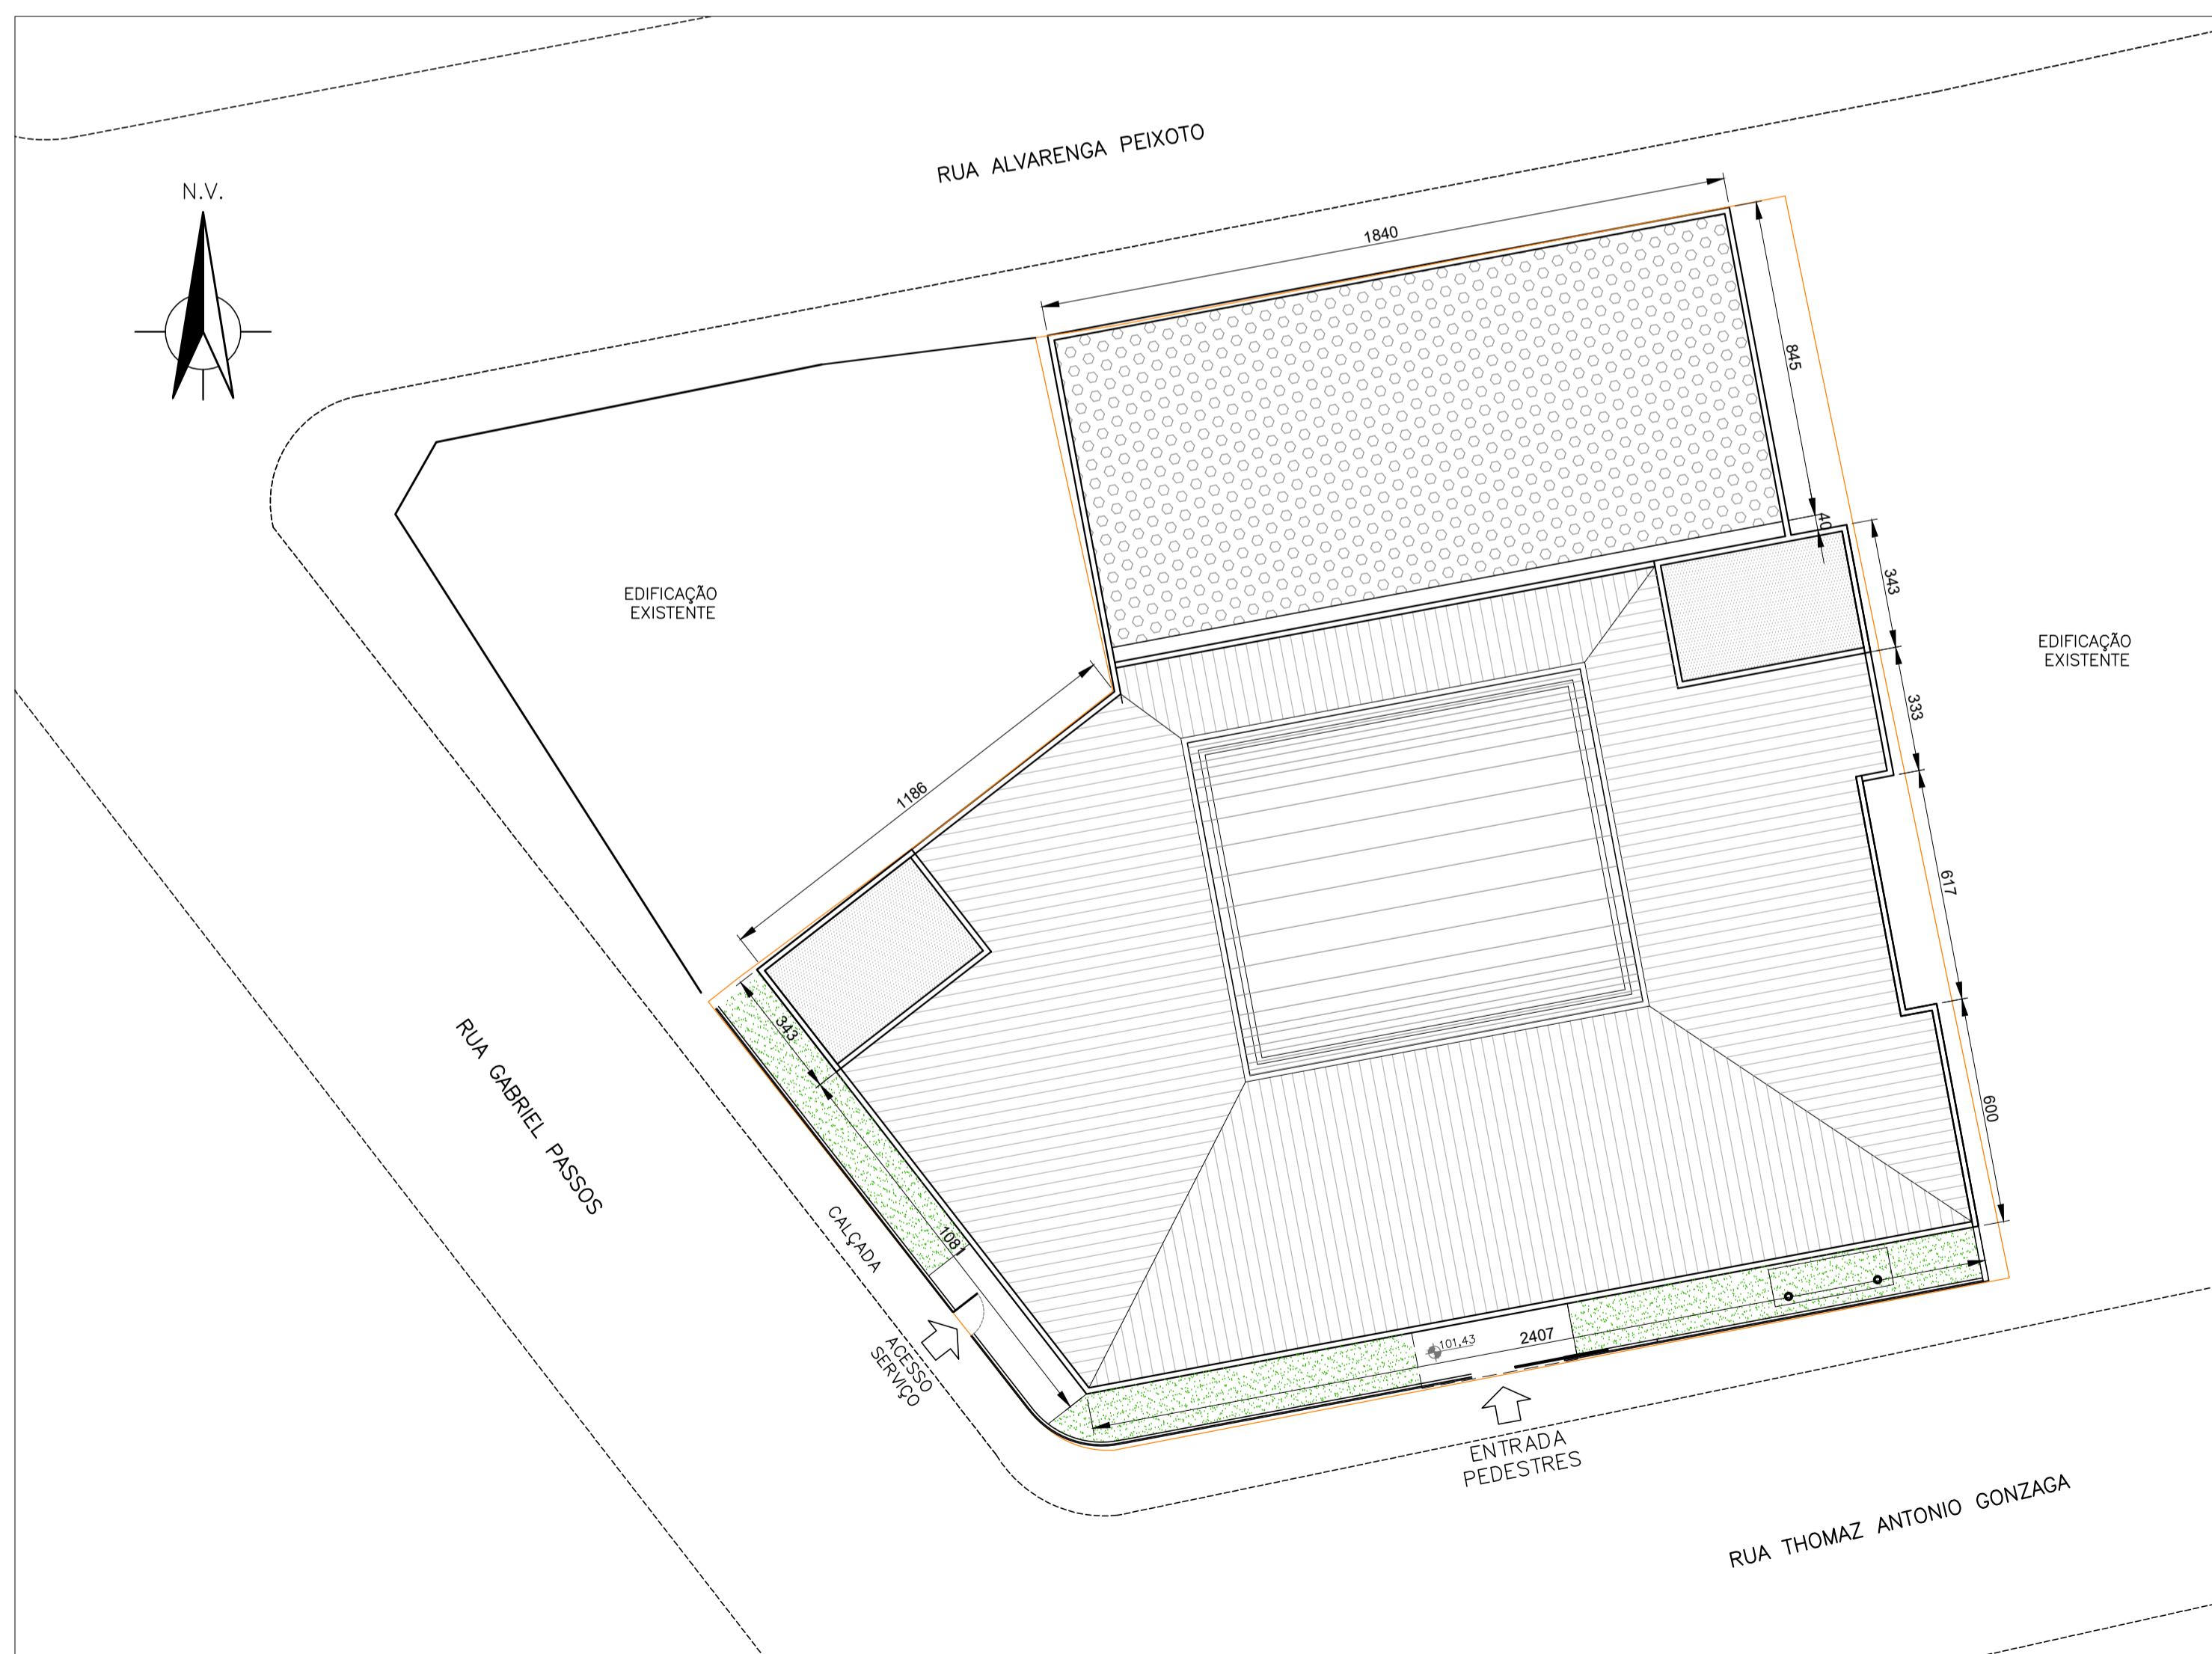 RUA ALVARENGA PEIXOTO
N.V.
1840
845
40
343
EDIFICAÇÃO
EXISTENTE
EDIFICAÇÃO
EXISTENTE
333
1186
617
343
600
RUA GABRIEL PASSOS
CALÇADA
1081
ACESSO
SERVIÇO
101,43
2407
ENTRADA
PEDESTRES
RUA THOMAZ ANTONIO GONZAGA